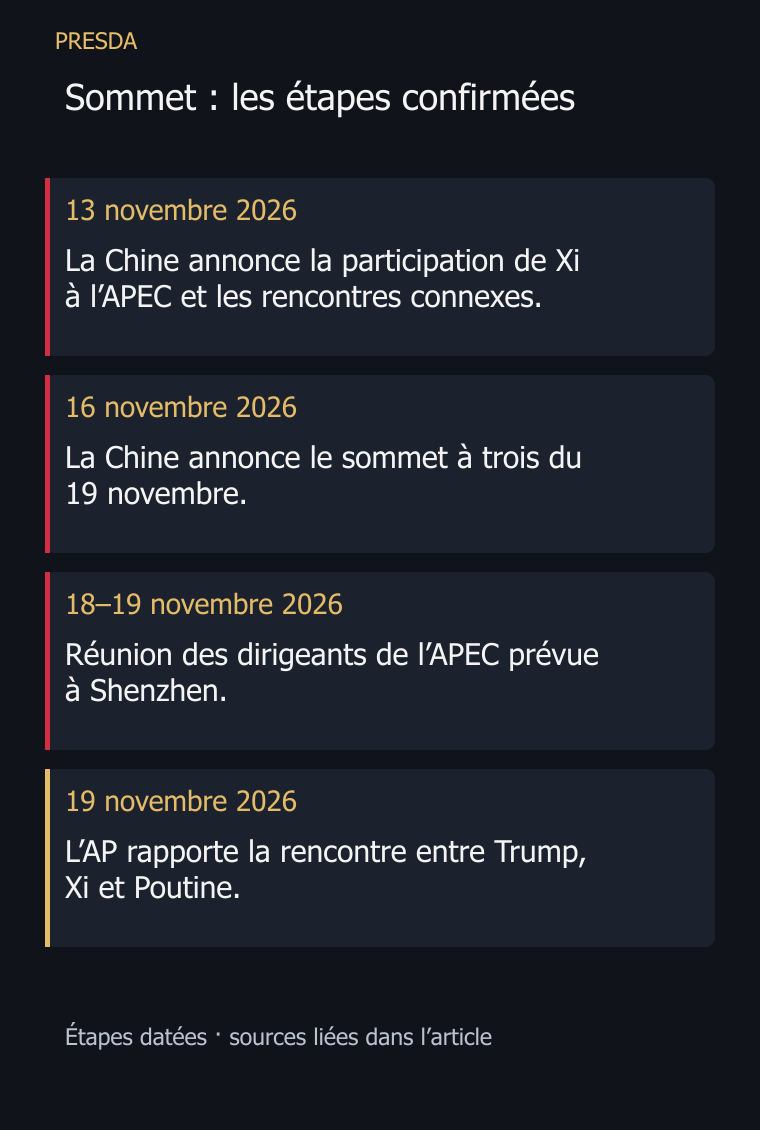 PRESDA
Sommet : les étapes confirmées
13 novembre 2026
La Chine annonce la participation de Xi
à l’APEC et les rencontres connexes.
16 novembre 2026
La Chine annonce le sommet à trois du
19 novembre.
18–19 novembre 2026
Réunion des dirigeants de l’APEC prévue
à Shenzhen.
19 novembre 2026
L’AP rapporte la rencontre entre Trump,
Xi et Poutine.
Étapes datées · sources liées dans l’article